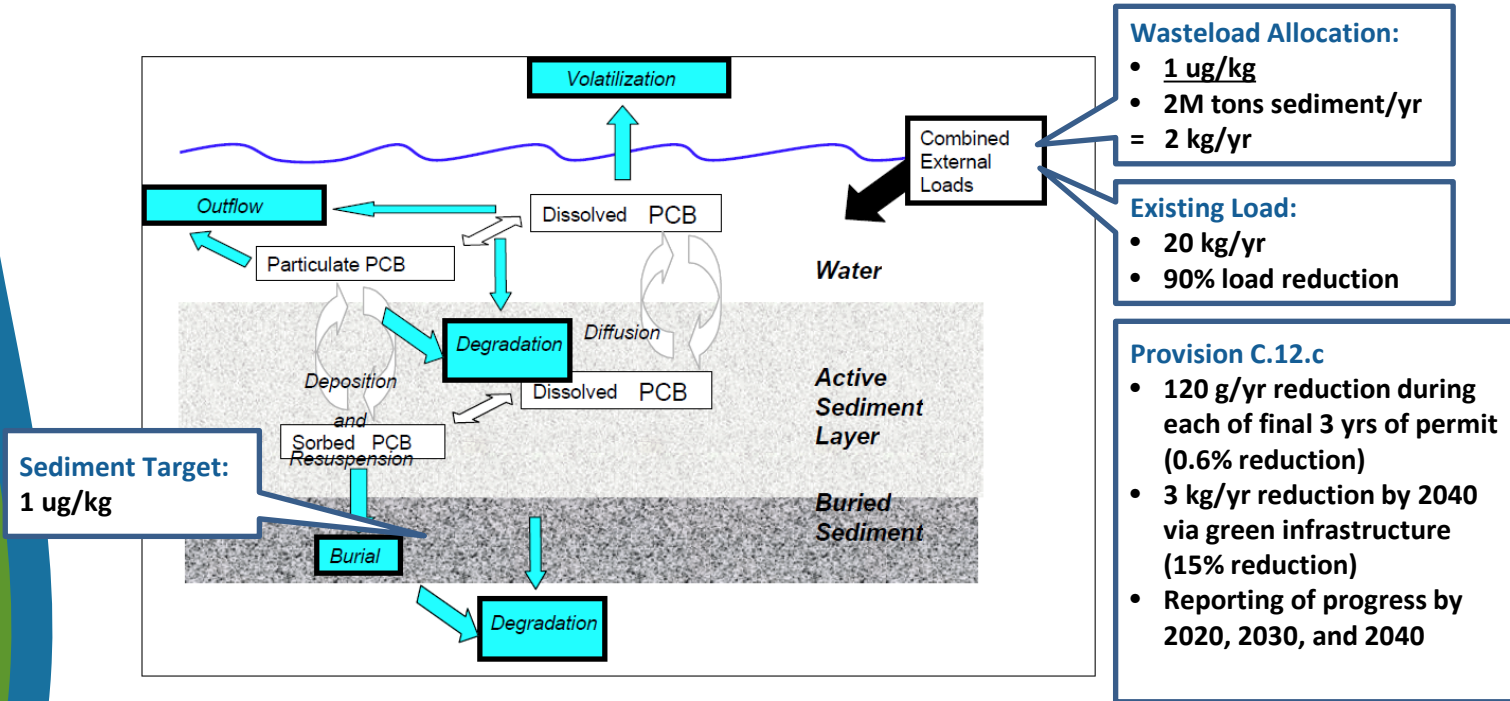 Volatilization
Outflow
Dissolved PCB
Particulate PCB
Combined
External
Loads
Water
Degradation
Diffusion
Deposition
and
Resuspension
Dissolved PCB
Sorbed PCB
Active
Sediment
Layer
Buried
Sediment
Burial
Degradation
Sediment Target:
1 ug/kg
Wasteload Allocation:
• 1 ug/kg
• 2M tons sediment/yr
= 2 kg/yr
Existing Load:
• 20 kg/yr
• 90% load reduction
Provision C.12.c
• 120 g/yr reduction during
each of final 3 yrs of permit
(0.6% reduction)
• 3 kg/yr reduction by 2040
via green infrastructure
(15% reduction)
• Reporting of progress by
2020, 2030, and 2040